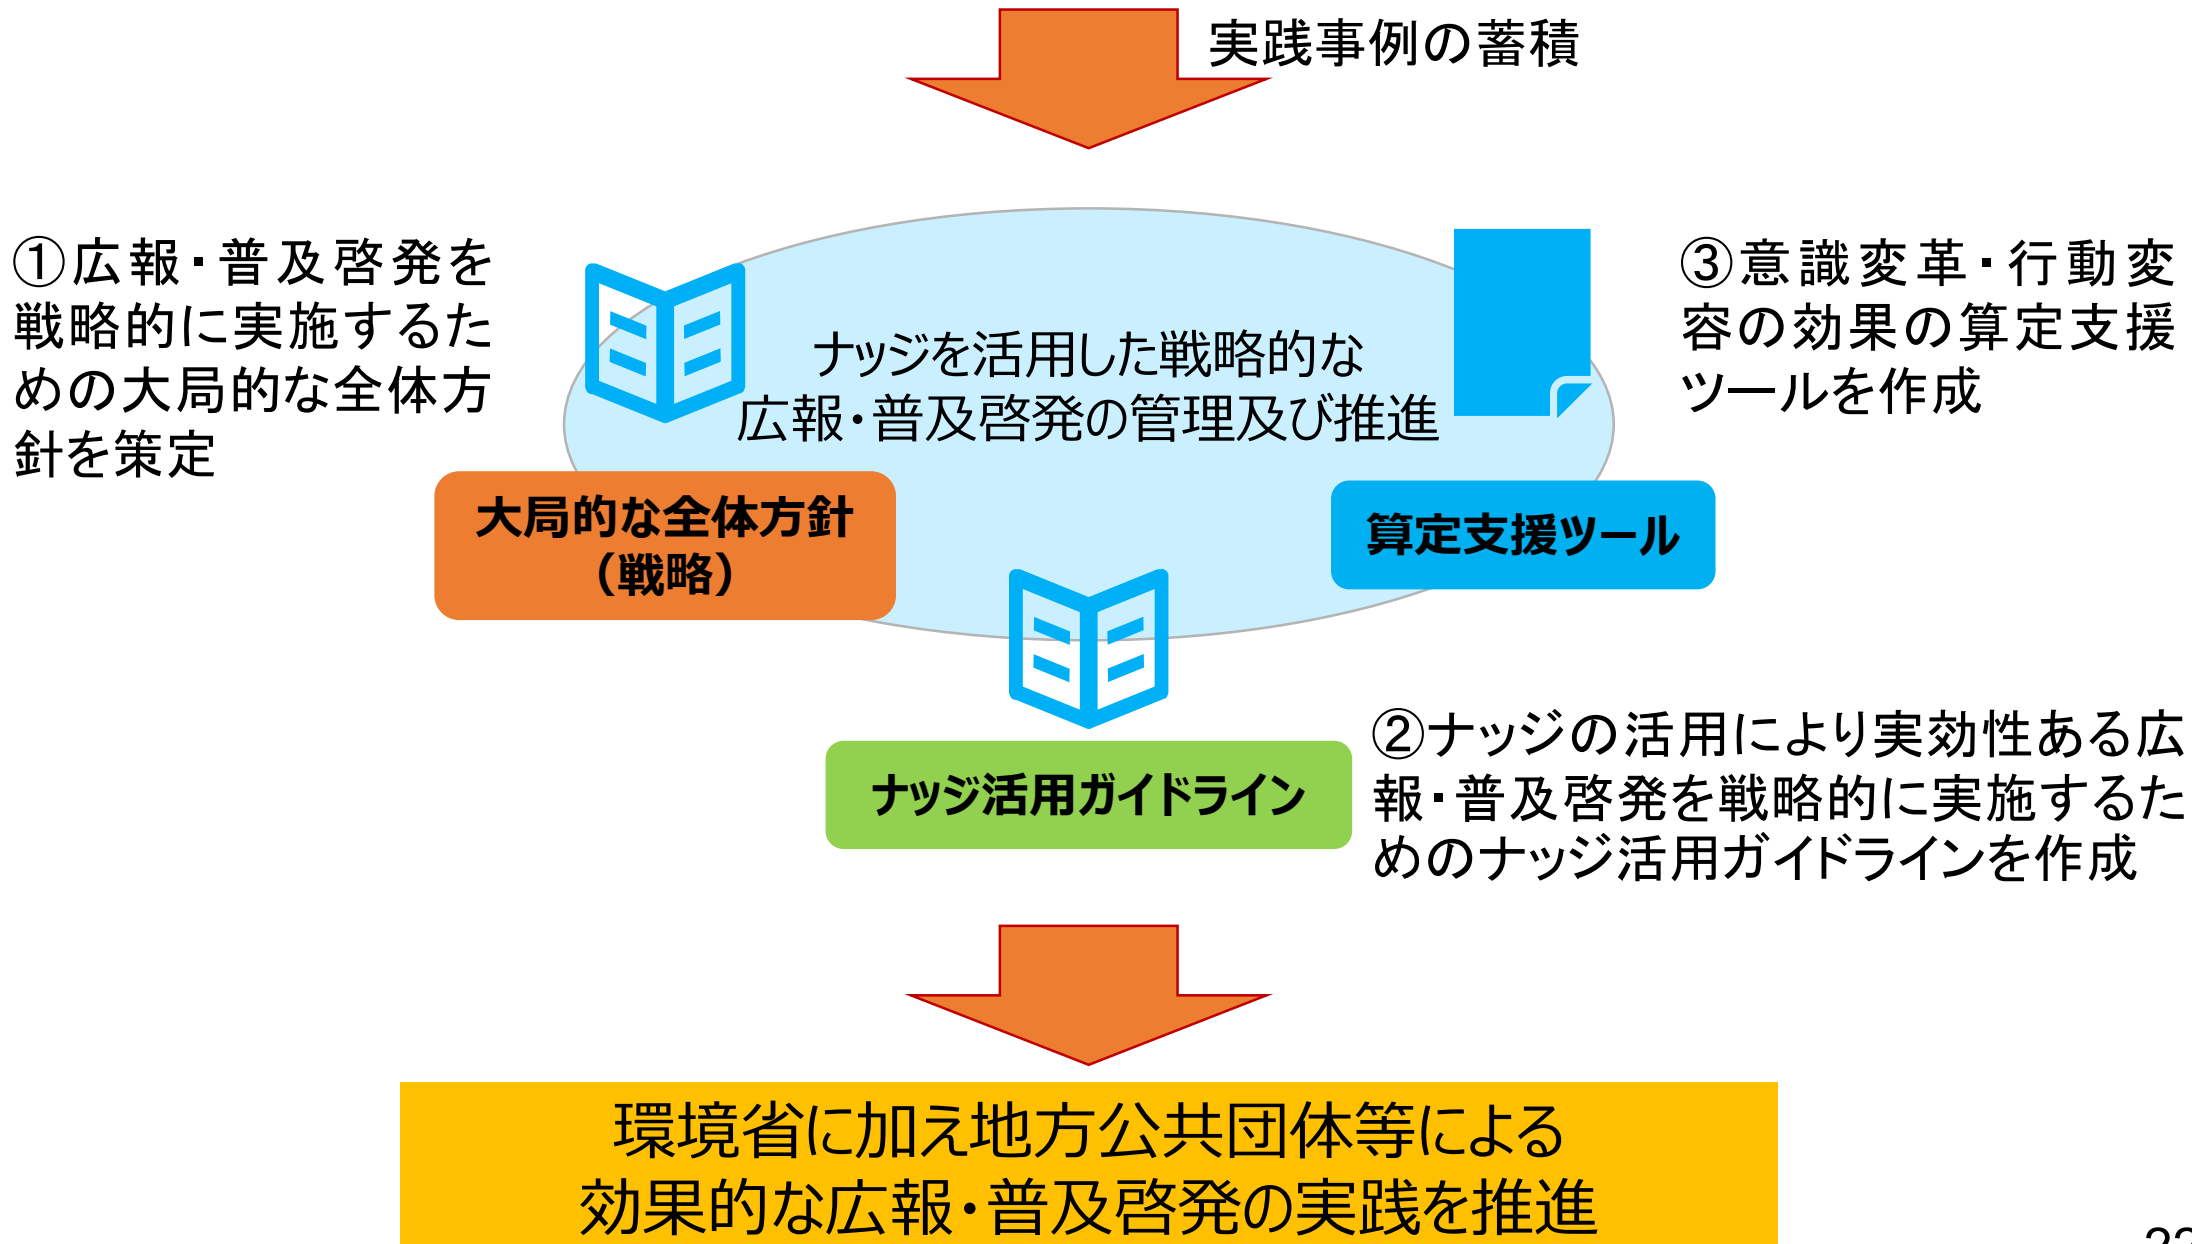 実践事例の蓄積
①広報・普及啓発を
戦略的に実施するた
めの大局的な全体方
針を策定
ナッジを活用した戦略的な
広報・普及啓発の管理及び推進
③意識変革・行動変
容の効果の算定支援
ツールを作成
大局的な全体方針
（戦略）
算定支援ツール
ナッジ活用ガイドライン
②ナッジの活用により実効性ある広
報・普及啓発を戦略的に実施するた
めのナッジ活用ガイドラインを作成
環境省に加え地方公共団体等による
効果的な広報・普及啓発の実践を推進